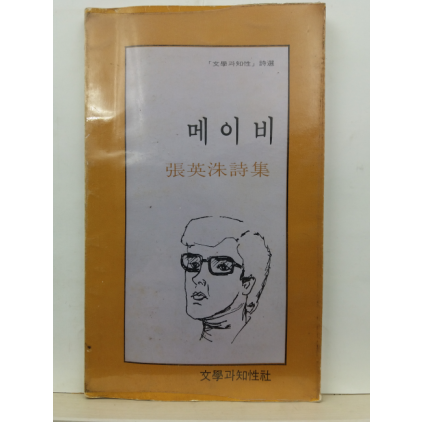 「文學과知性」詩選
메이비
張英洙詩集
文學과知性社